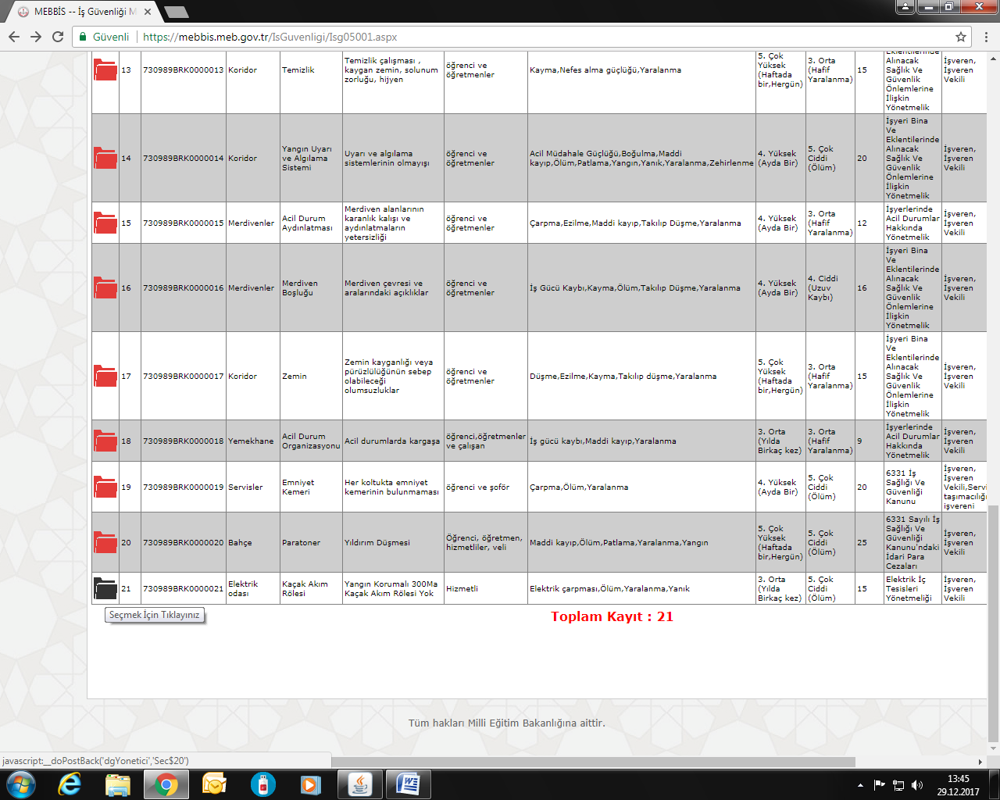 MEBBİS -- İş Güvenliği M
Güvenli
https://mebbis.meb.gov.tr/IsGuvenligi/Isg05001.aspx
13
730989BRK0000013
Koridor
Temizlik
Temizlik çalışması ,
kaygan zemin, solunum
zorluğu, hijyen
öğrenci ve
öğretmenler
Kayma,Nefes alma güçlüğü,Yaralanma
5. Çok
Yüksek
(Haftada
bir,Hergün)
3. Orta
(Hafif
Yaralanma)
15
Eklentilerinde
Alınacak
Sağlık Ve
Güvenlik
Önlemlerine
İlişkin
Yönetmelik
İşveren,
İşveren
Vekili
14
730989BRK0000014
Koridor
Yangın Uyarı
ve Algılama
Sistemi
Uyarı ve algılama
sistemlerinin olmayışı
öğrenci ve
öğretmenler
Acil Müdahale Güçlüğü,Boğulma,Maddi
kayıp,Ölüm,Patlama,Yangın,Yanık,Yaralanma,Zehirlenme
4. Yüksek
(Ayda Bir)
5. Çok
Ciddi
(Ölüm)
20
İşyeri Bina
Ve
Eklentilerinde
Alınacak
Sağlık Ve
Güvenlik
Önlemlerine
İlişkin
Yönetmelik
İşveren,
İşveren
Vekili
15
730989BRK0000015
Merdivenler
Acil Durum
Aydınlatması
Merdiven alanlarının
karanlık kalışı ve
aydınlatmaların
yetersizliği
öğrenci ve
öğretmenler
Çarpma,Ezilme,Maddi kayıp,Takılıp Düşme,Yaralanma
4. Yüksek
(Ayda Bir)
3. Orta
(Hafif
Yaralanma)
12
İşyerlerinde
Acil Durumlar
Hakkında
Yönetmelik
İşveren,
İşveren
Vekili
16
730989BRK0000016
Merdivenler
Merdiven
Boşluğu
Merdiven çevresi ve
aralarındaki açıklıklar
öğrenci ve
öğretmenler
İş Gücü Kaybı,Kayma,Ölüm,Takılıp Düşme,Yaralanma
4. Yüksek
(Ayda Bir)
4. Ciddi
(Uzuv
Kaybı)
16
İşyeri Bina
Ve
Eklentilerinde
Alınacak
Sağlık Ve
Güvenlik
Önlemlerine
İlişkin
Yönetmelik
İşveren,
İşveren
Vekili
17
730989BRK0000017
Koridor
Zemin
Zemin kayganlığı veya
pürüzlülüğünün sebep
olabileceği
olumsuzluklar
öğrenci ve
öğretmenler
Düşme,Ezilme,Kayma,Takılıp düşme,Yaralanma
5. Çok
Yüksek
(Haftada
bir,Hergün)
3. Orta
(Hafif
Yaralanma)
15
İşyeri Bina
Ve
Eklentilerinde
Alınacak
Sağlık Ve
Güvenlik
Önlemlerine
İlişkin
Yönetmelik
İşveren,
İşveren
Vekili
18
730989BRK0000018
Yemekhane
Acil Durum
Organizasyonu
Acil durumlarda kargaşa
öğrenci,öğretmenler
ve çalışan
İş gücü kaybı,Maddi kayıp,Yaralanma
3. Orta
(Yılda
Birkaç kez)
3. Orta
(Hafif
Yaralanma)
9
İşyerlerinde
Acil Durumlar
Hakkında
Yönetmelik
İşveren,
İşveren
Vekili
19
730989BRK0000019
Servisler
Emniyet
Kemeri
Her koltukta emniyet
kemerinin bulunmaması
öğrenci ve şoför
Çarpma,Ölüm,Yaralanma
4. Yüksek
(Ayda Bir)
5. Çok
Ciddi
(Ölüm)
20
6331 İş
Sağlığı Ve
Güvenliği
Kanunu
İşveren,
İşveren
Vekili,Servi
taşımacılığı
işvereni
20
730989BRK0000020
Bahçe
Paratoner
Yıldırım Düşmesi
Öğrenci, öğretmen,
hizmetliler, veli
Maddi kayıp,Ölüm,Patlama,Yaralanma,Yangın
5. Çok
Yüksek
(Haftada
bir,Hergün)
5. Çok
Ciddi
(Ölüm)
25
6331 Sayılı İş
Sağlığı Ve
Güvenliği
Kanunu'ndaki
İdari Para
Cezaları
İşveren,
İşveren
Vekili
21
730989BRK0000021
Elektrik
odası
Kaçak Akım
Rölesi
Yangın Korumalı 300Ma
Kaçak Akım Rölesi Yok
Hizmetli
Elektrik çarpması,Ölüm,Yaralanma,Yanık
3. Orta
(Yılda
Birkaç kez)
5. Çok
Ciddi
(Ölüm)
15
Elektrik İç
Tesisleri
Yönetmeliği
İşveren,
İşveren
Vekili
Seçmek İçin Tıklayınız
Toplam Kayıt : 21
Tüm hakları Milli Eğitim Bakanlığına aittir.
javascript:__doPostBack('dgYonetici','Sec$20')
13:45
29.12.2017